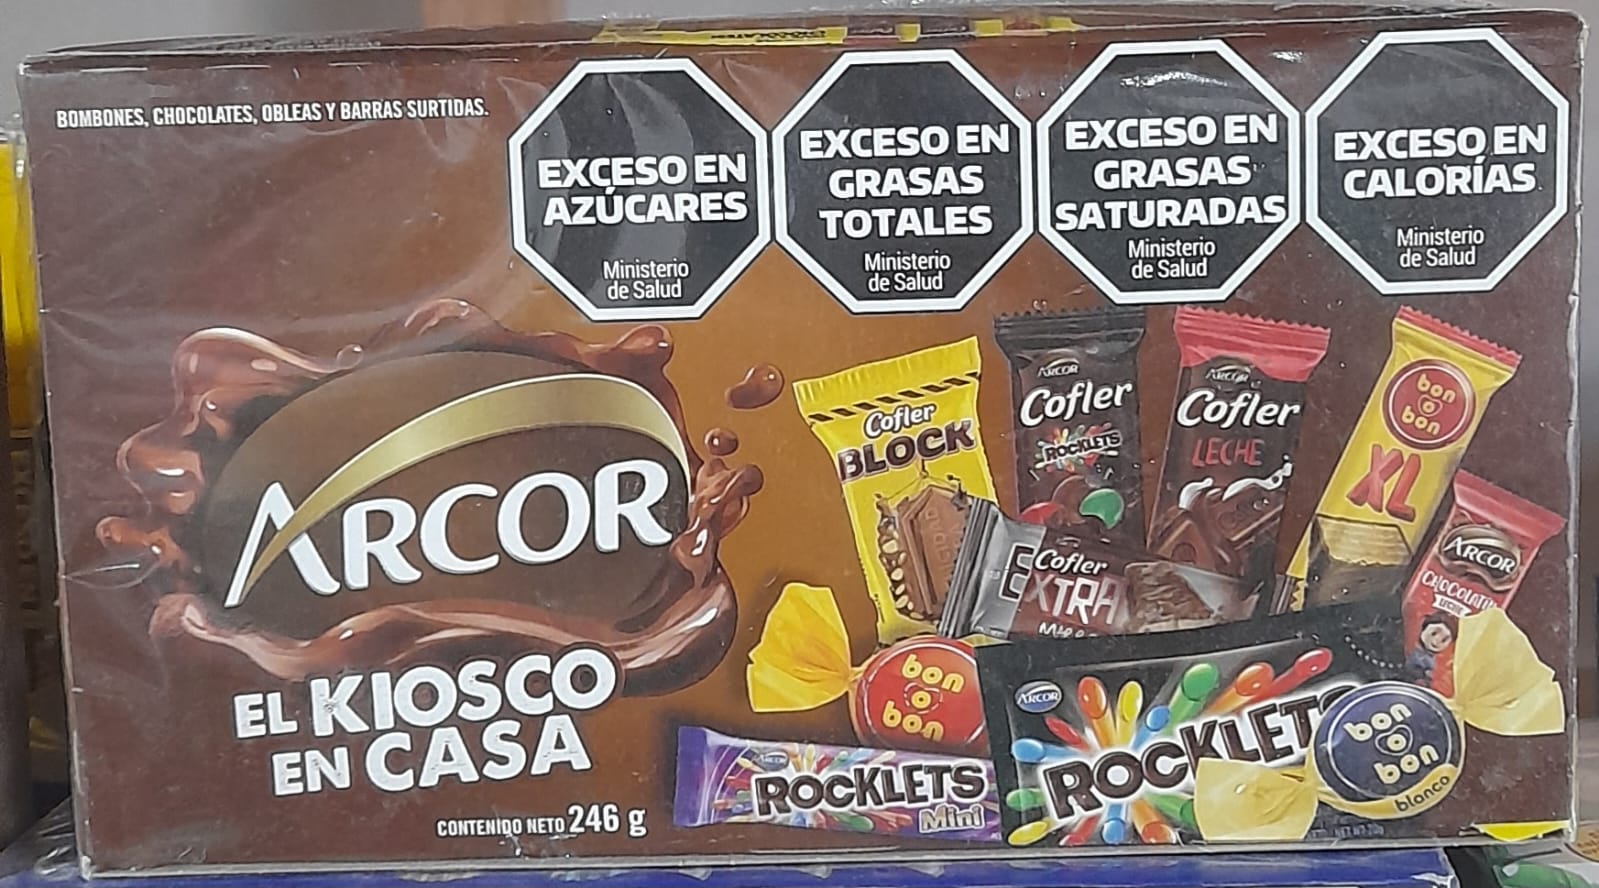 BOMBONES, CHOCOLATES, OBLEAS Y BARRAS SURTIDAS.
EXCESO EN
AZÚCARES
Ministerio
de Salud
EXCESO EN
GRASAS
TOTALES
Ministerio
de Salud
EXCESO EN
GRASAS
SATURADAS
Ministerio
de Salud
EXCESO EN
CALORÍAS
Ministerio
de Salud
ARCOR
EL KIOSCO
EN CASA
CONTENIDO NETO 246 g
Cofler
BLOCK
ARCOR
Cofler
ROCKLETS
ARCOR
Cofler
LECHE
bon
o
bon
XL
ARCOR
LECHE
Cofler
EXTRA
bon
o
bon
ARCOR
ROCKLETS
Mini
ARCOR
ROCKLETS
bon
o
bon
blanco